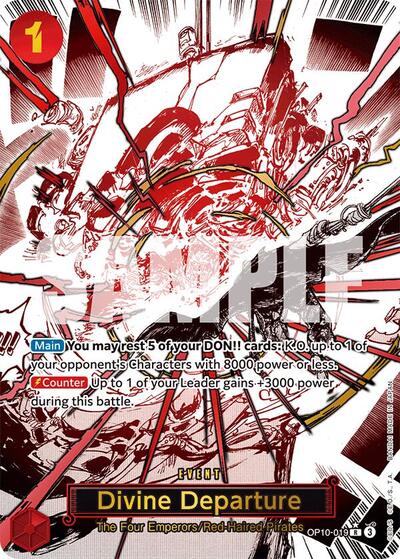 1
SAMPLE
Main You may rest 5 of your DON!! cards: K.O. up to 1 of
your opponent's Characters with 8000 power or less.
Counter Up to 1 of your Leader gains +3000 power
during this battle.
EVENT
Divine Departure
The Four Emperors/Red-Haired Pirates
OP10-019 R 3